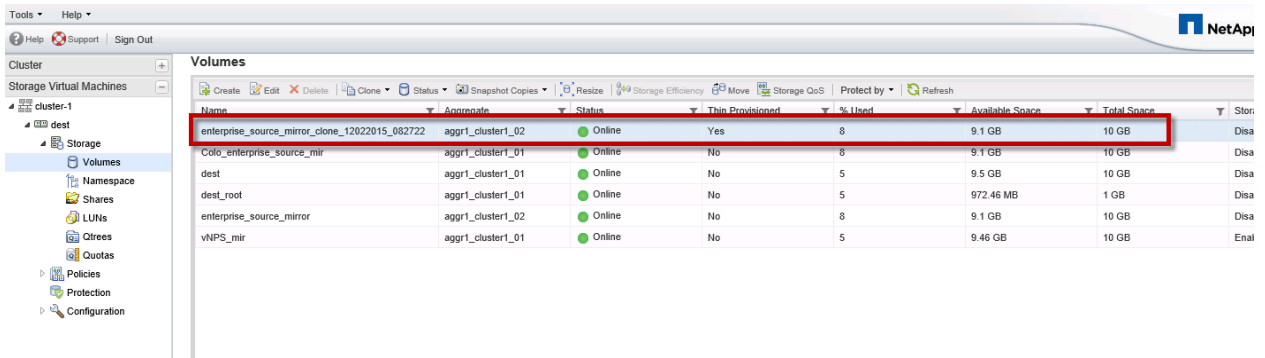 Tools Help
NetApp
Help Support Sign Out
Cluster
Storage Virtual Machines
cluster-1
dest
Storage
Volumes
Namespace
Shares
LUNs
Qtrees
Quotas
Policies
Protection
Configuration
Volumes
Create Edit Delete Clone Status Snapshot Copies Resize Storage Efficiency Move Storage QoS Protect by Refresh
Name Aggregate Status Thin Provisioned % Used Available Space Total Space Stora
enterprise_source_mirror_clone_12022015_082722 aggr1_cluster1_02 Online Yes 8 9.1 GB 10 GB Disa
Colo_enterprise_source_mir aggr1_cluster1_01 Online No 8 9.1 GB 10 GB Disa
dest aggr1_cluster1_01 Online No 5 9.5 GB 10 GB Disa
dest_root aggr1_cluster1_01 Online No 5 972.46 MB 1 GB Disa
enterprise_source_mirror aggr1_cluster1_02 Online No 8 9.1 GB 10 GB Disa
vNPS_mir aggr1_cluster1_01 Online No 5 9.46 GB 10 GB Enal